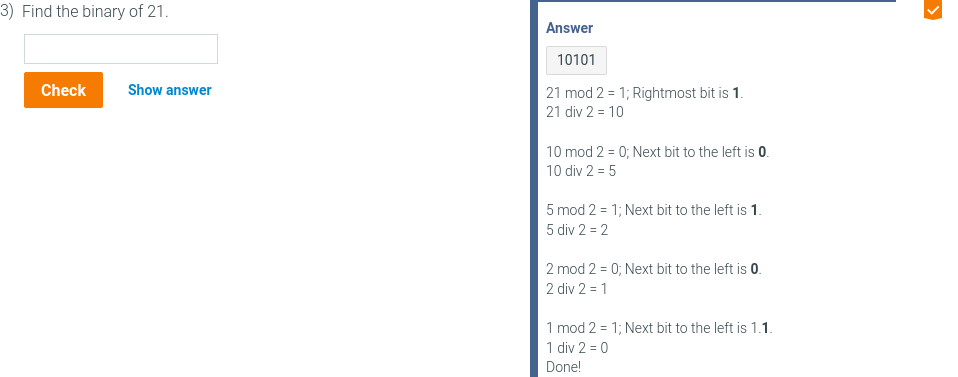 3) Find the binary of 21.
Check
Show answer
Answer
10101
21 mod 2 = 1; Rightmost bit is 1.
21 div 2 = 10
10 mod 2 = 0; Next bit to the left is 0.
10 div 2 = 5
5 mod 2 = 1; Next bit to the left is 1.
5 div 2 = 2
2 mod 2 = 0; Next bit to the left is 0.
2 div 2 = 1
1 mod 2 = 1; Next bit to the left is 1.1.
1 div 2 = 0
Done!